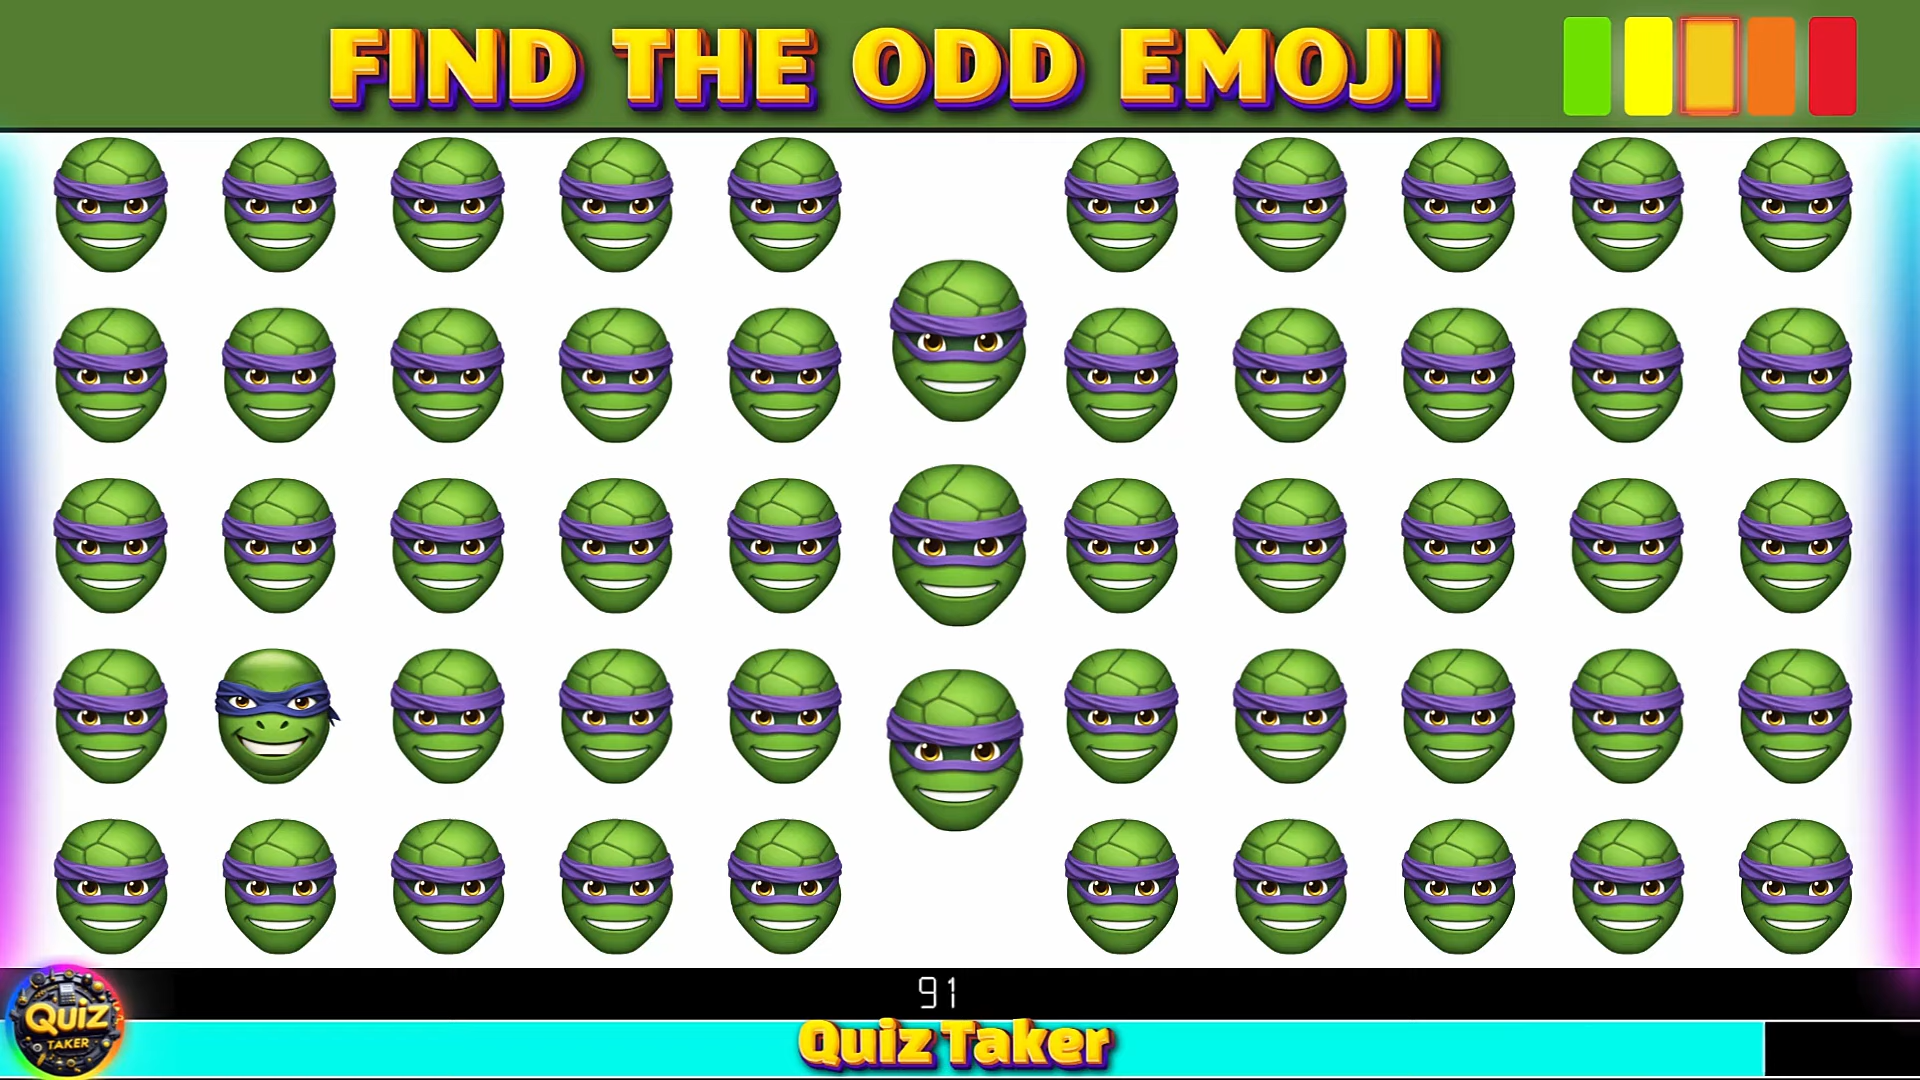 FIND THE ODD EMOJI
91
QUIZ
TAKER
Quiz Taker